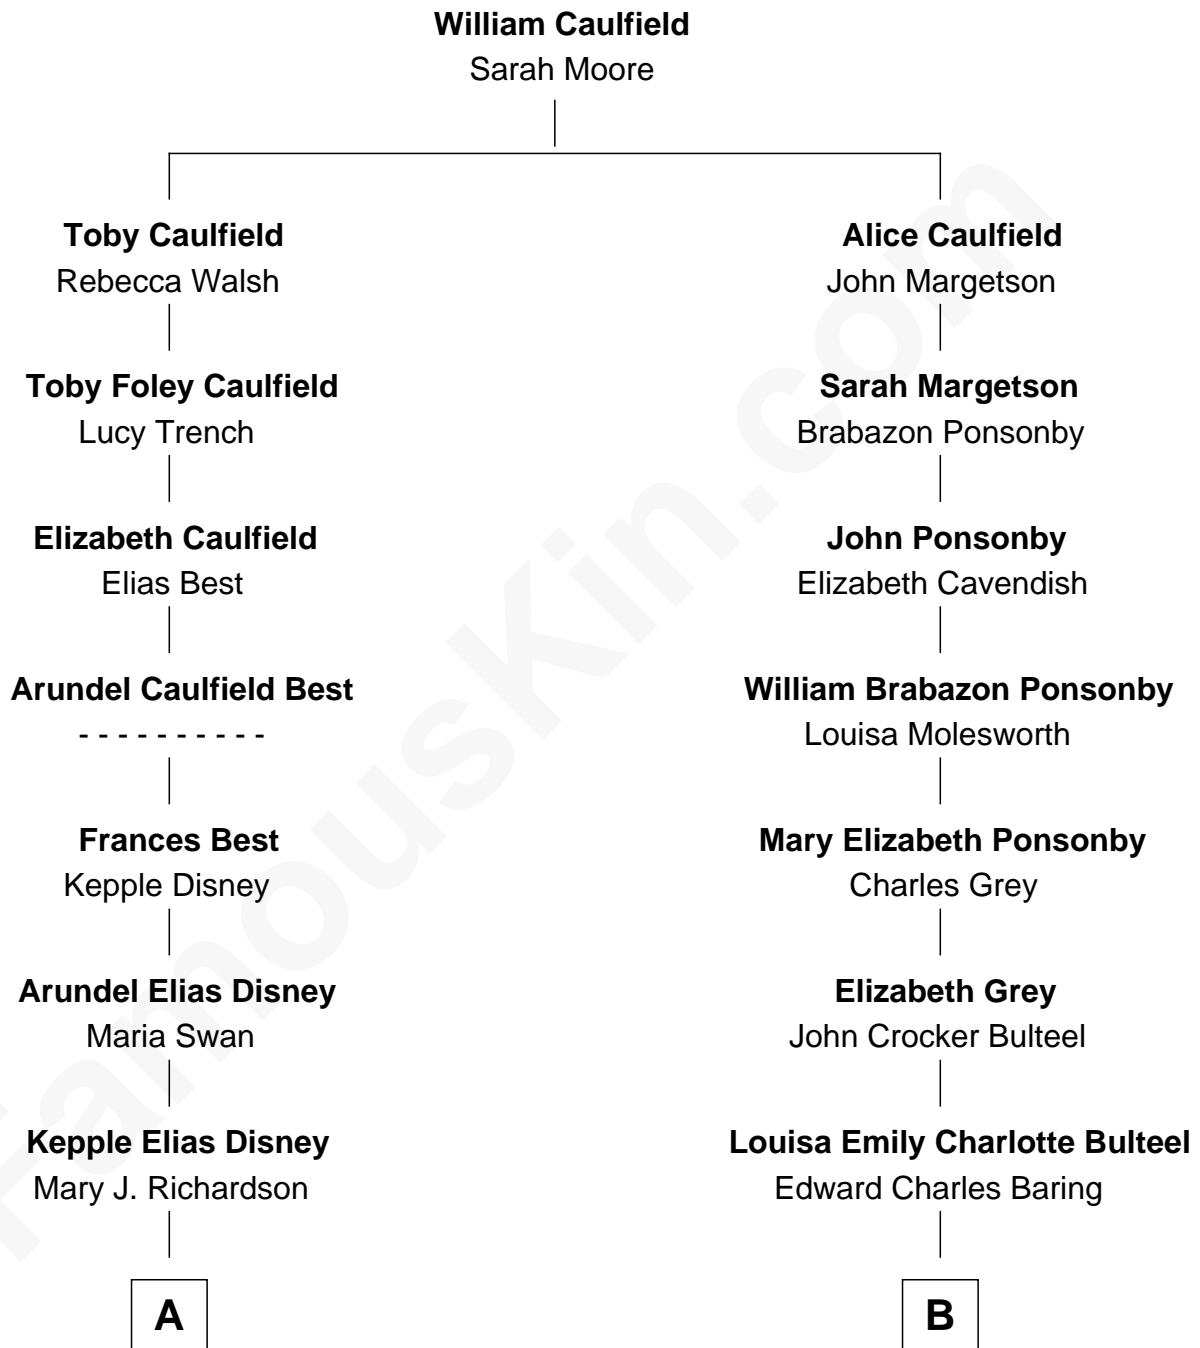 William Caulfield
Sarah Moore
Toby Caulfield
Rebecca Walsh
Alice Caulfield
John Margetson
Toby Foley Caulfield
Lucy Trench
Sarah Margetson
Brabazon Ponsonby
Elizabeth Caulfield
Elias Best
John Ponsonby
Elizabeth Cavendish
Arundel Caulfield Best
- - - - - - - - - -
William Brabazon Ponsonby
Louisa Molesworth
Frances Best
Kepple Disney
Mary Elizabeth Ponsonby
Charles Grey
Arundel Elias Disney
Maria Swan
Elizabeth Grey
John Crocker Bulteel
Kepple Elias Disney
Mary J. Richardson
Louisa Emily Charlotte Bulteel
Edward Charles Baring
A
B
FamousKin.com